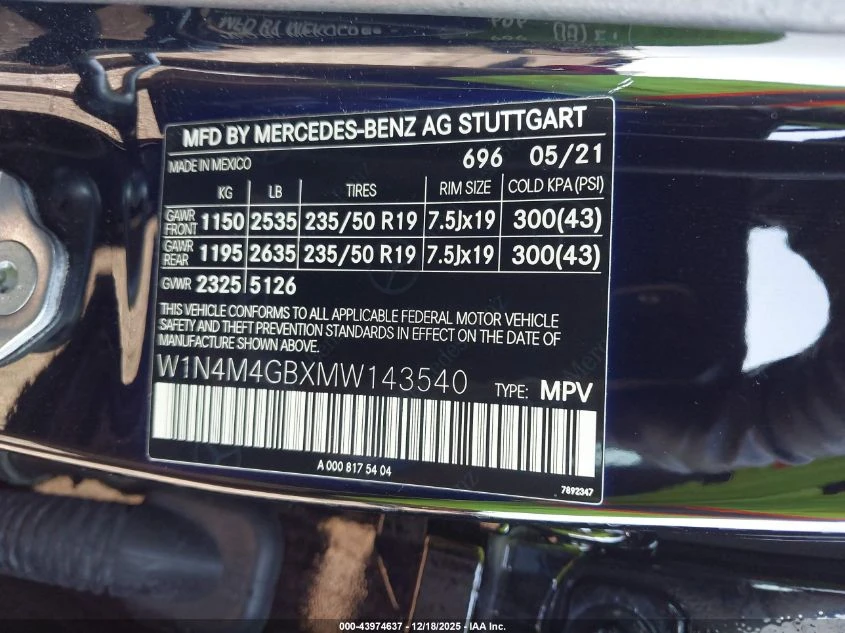 MFD BY MERCEDES-BENZ AG STUTTGART
MADE IN MEXICO 696 05/21
KG LB TIRES RIM SIZE COLD KPA (PSI)
GAWR FRONT 1150 2535 235/50 R19 7.5Jx19 300(43)
GAWR REAR 1195 2635 235/50 R19 7.5Jx19 300(43)
GVWR 2325 5126
THIS VEHICLE CONFORMS TO ALL APPLICABLE FEDERAL MOTOR VEHICLE
SAFETY AND THEFT PREVENTION STANDARDS IN EFFECT ON THE DATE OF
MANUFACTURE SHOWN ABOVE.
W1N4M4GBXMW143540 TYPE: MPV
A 000 817 54 04
7892347
000-43974637 - 12/18/2025 - IAA Inc.